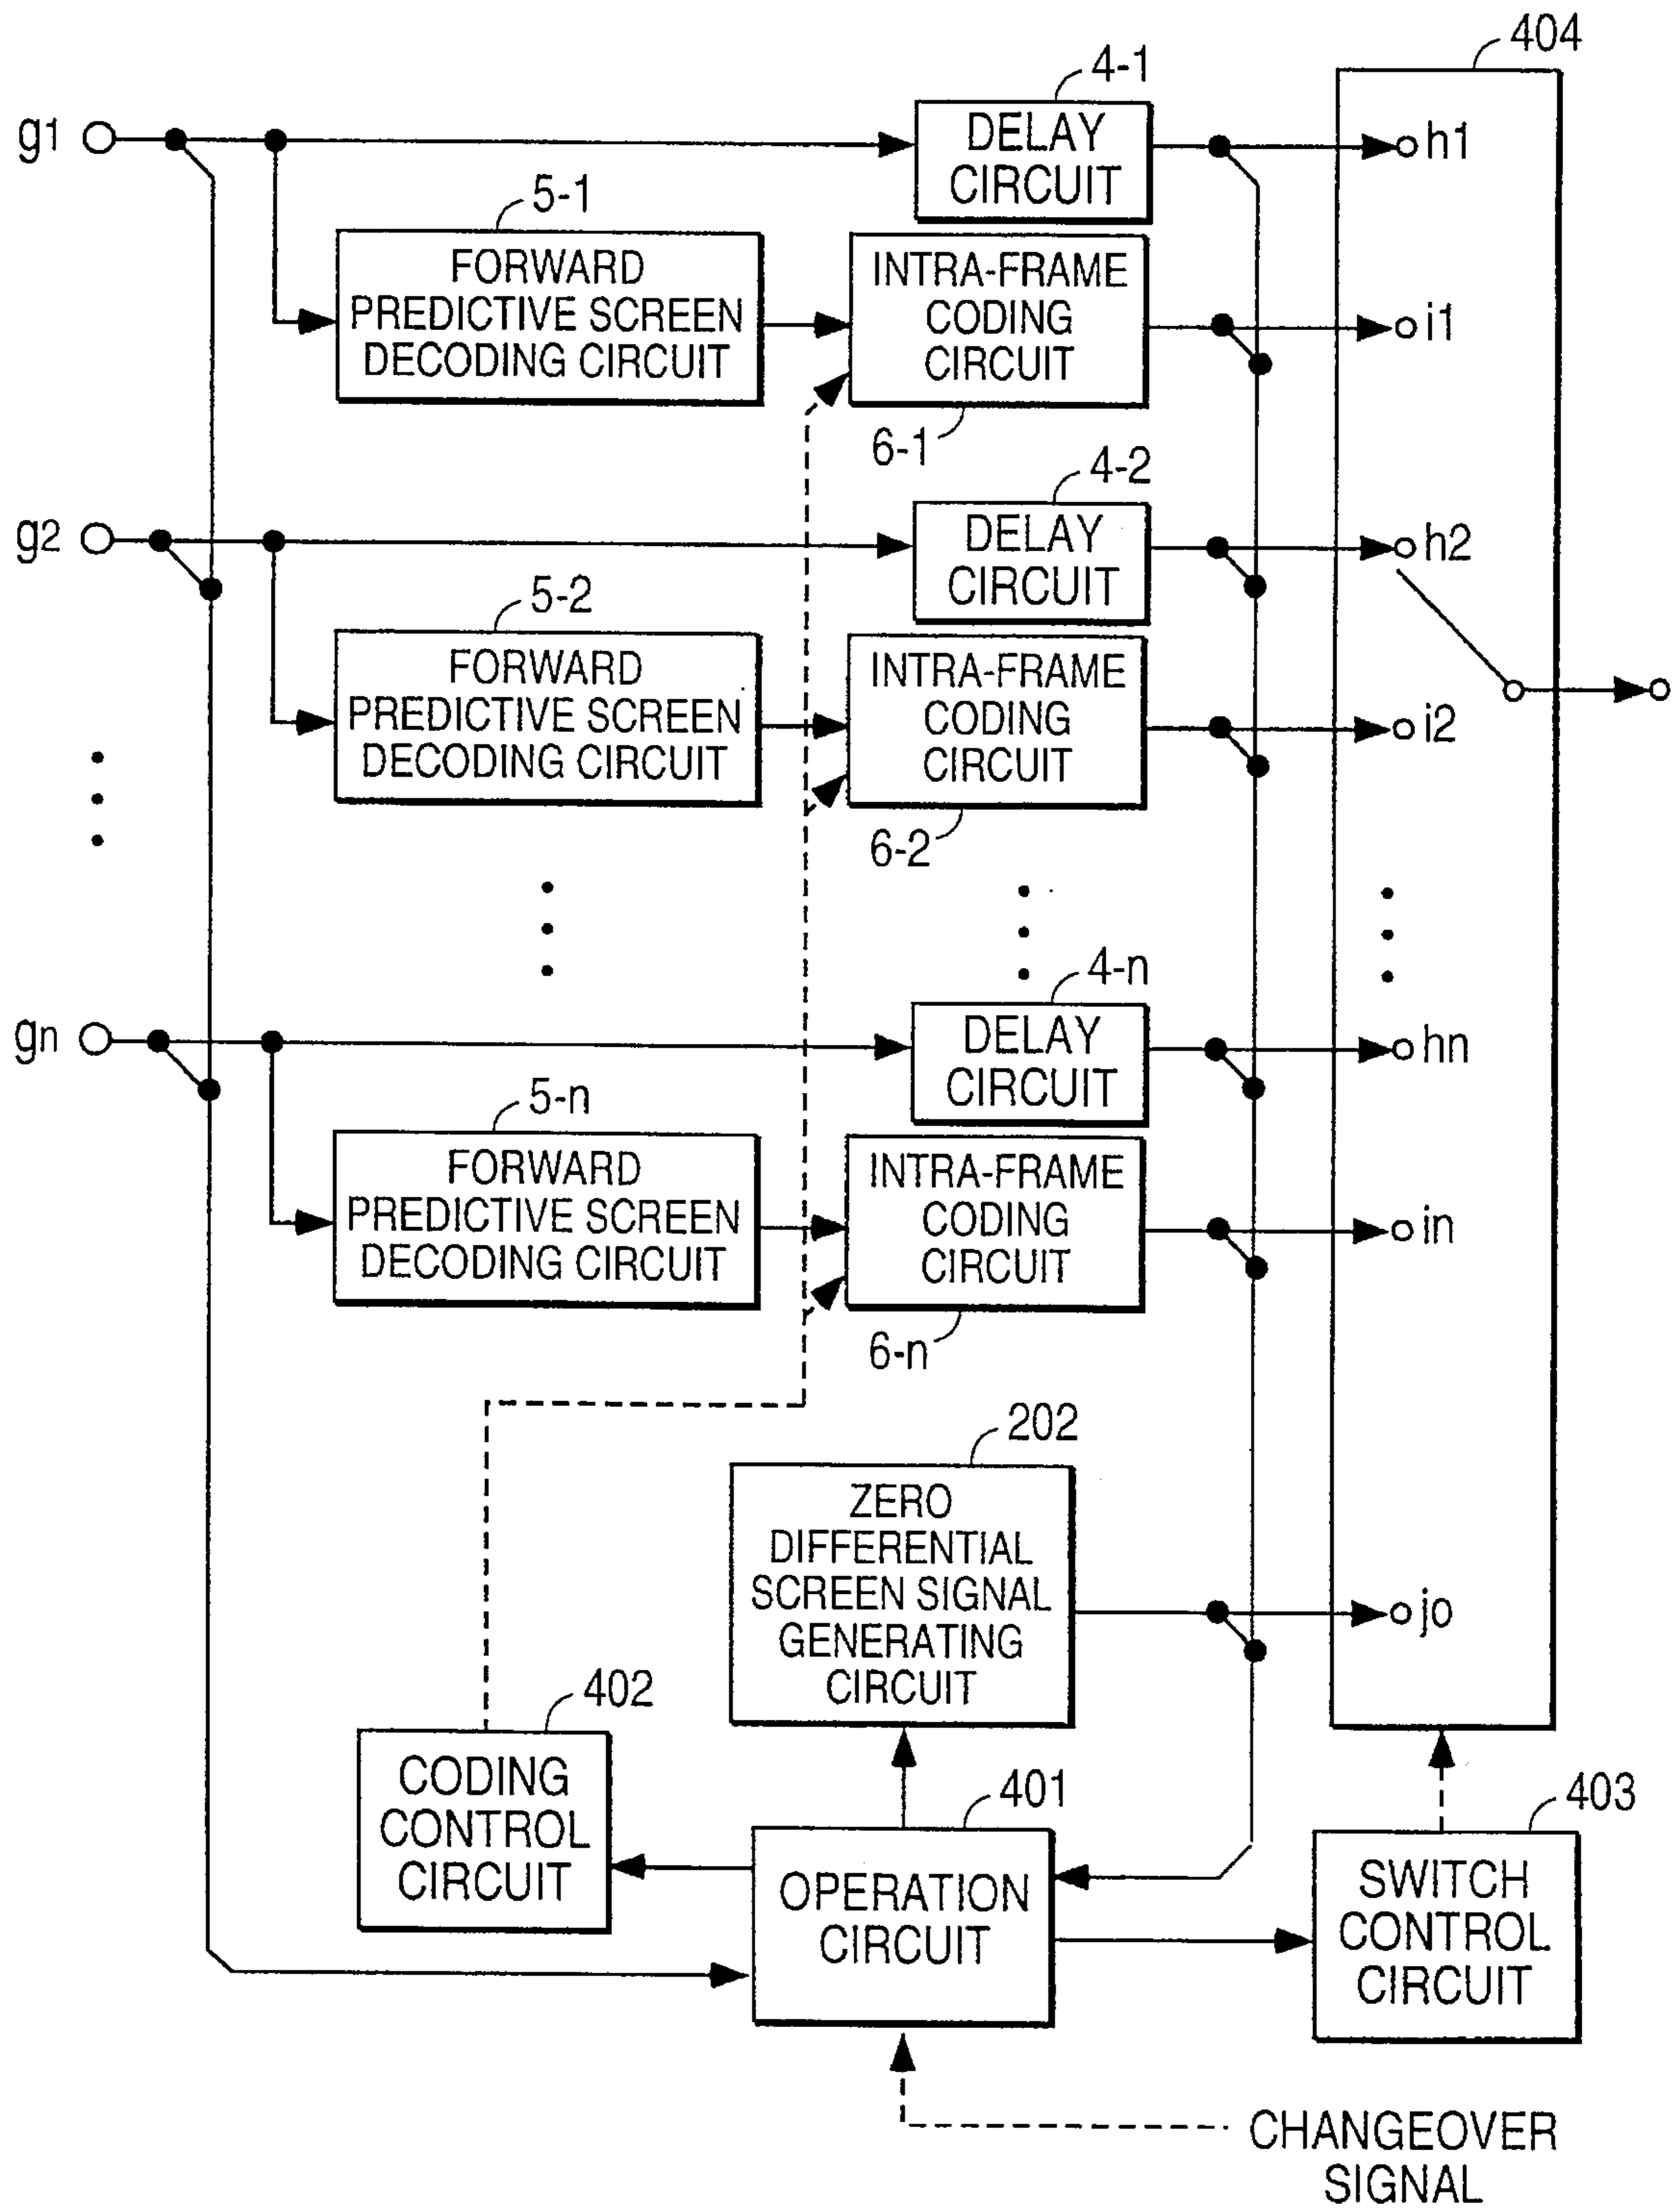 404
4-1
g1
DELAY
CIRCUIT
h1
5-1
FORWARD
PREDICTIVE SCREEN
DECODING CIRCUIT
INTRA-FRAME
CODING
CIRCUIT
i1
6-1
4-2
g2
DELAY
CIRCUIT
h2
5-2
FORWARD
PREDICTIVE SCREEN
DECODING CIRCUIT
INTRA-FRAME
CODING
CIRCUIT
i2
6-2
4-n
gn
DELAY
CIRCUIT
hn
5-n
FORWARD
PREDICTIVE SCREEN
DECODING CIRCUIT
INTRA-FRAME
CODING
CIRCUIT
in
6-n
202
ZERO
DIFFERENTIAL
SCREEN SIGNAL
GENERATING
CIRCUIT
jo
402
CODING
CONTROL
CIRCUIT
401
OPERATION
CIRCUIT
403
SWITCH
CONTROL
CIRCUIT
CHANGEOVER
SIGNAL